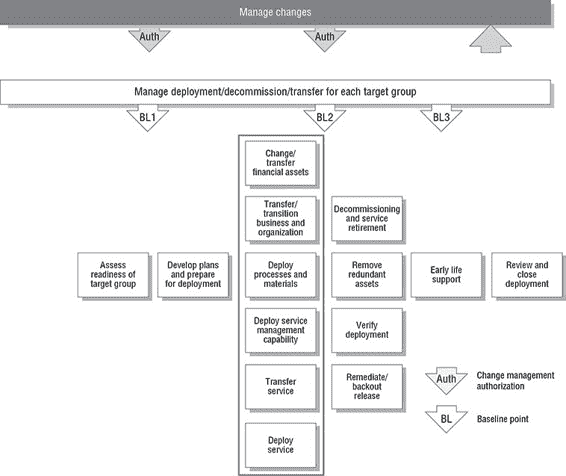 Manage changes
Auth
Auth
Manage deployment/decommission/transfer for each target group
BL1
BL2
BL3
Change/
transfer
financial assets
Transfer/
transition
business and
organization
Decommissioning
and service
retirement
Assess
readiness of
target group
Develop plans
and prepare
for deployment
Deploy
processes and
materials
Remove
redundant
assets
Early life
support
Review and
close
deployment
Deploy service
management
capability
Verify
deployment
Transfer
service
Remediate/
backout
release
Deploy
service
Auth
Change management
authorization
BL
Baseline point